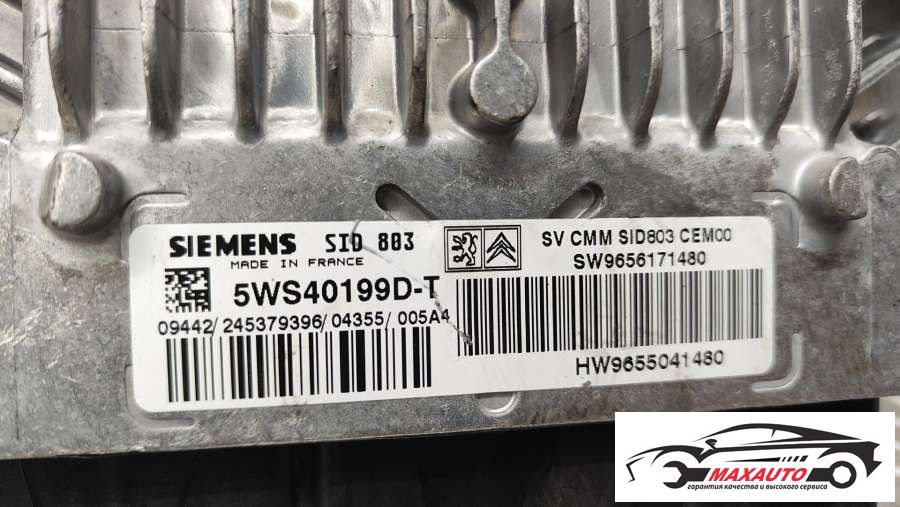 SIEMENS SID 803
MADE IN FRANCE
5WS40199D-T
09442/245379396/04355/005A4
SV CMM SID803 CEM00
SW9656171480
HW9655041480
MAXAUTO
гарантия качества и высокого сервиса